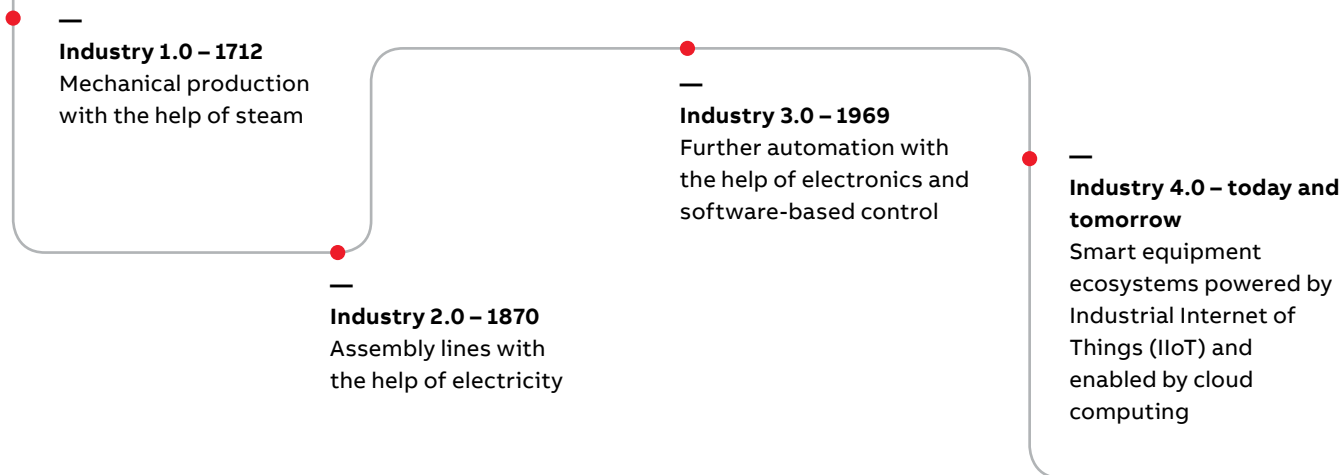 —
Industry 1.0 – 1712
Mechanical production
with the help of steam
—
Industry 2.0 – 1870
Assembly lines with
the help of electricity
—
Industry 3.0 – 1969
Further automation with
the help of electronics and
software-based control
—
Industry 4.0 – today and
tomorrow
Smart equipment
ecosystems powered by
Industrial Internet of
Things (IIoT) and
enabled by cloud
computing